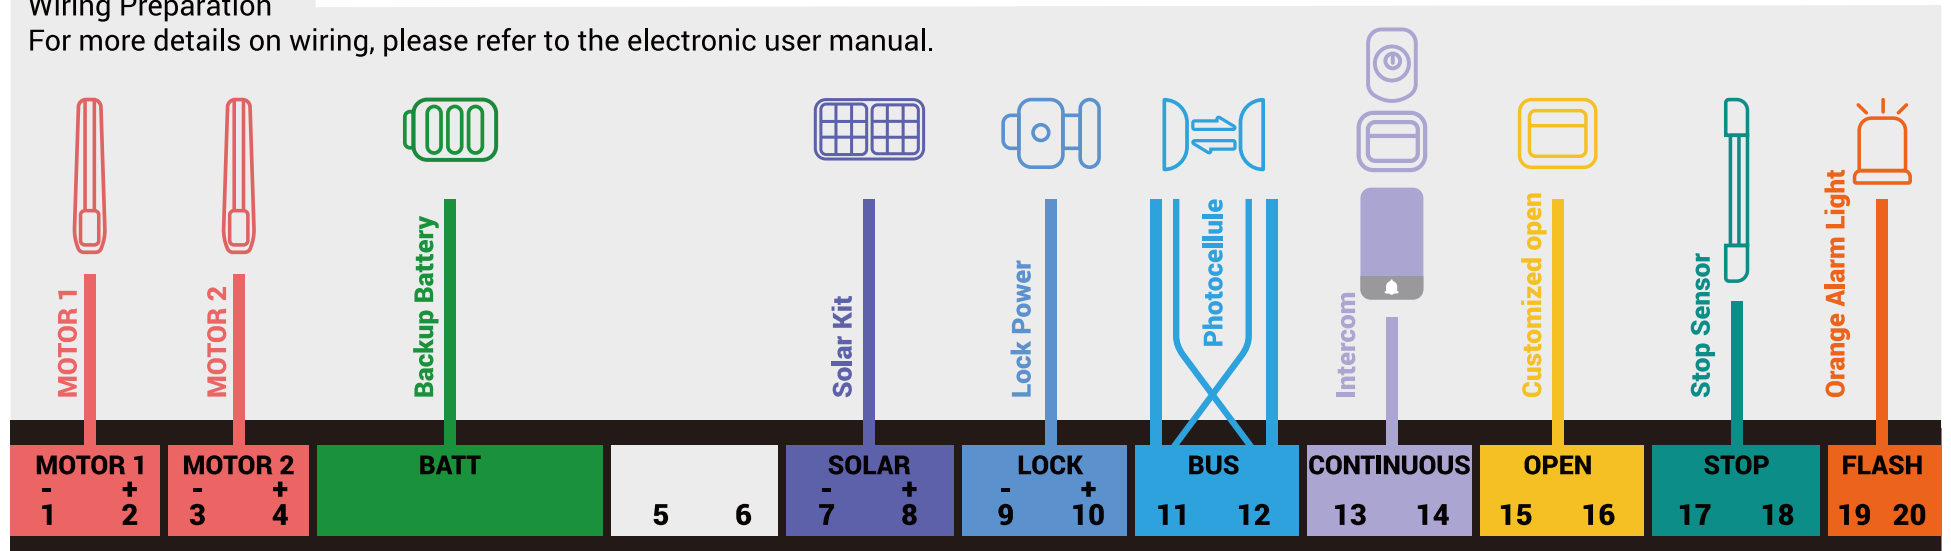 Wiring Preparation
For more details on wiring, please refer to the electronic user manual.
MOTOR 1
MOTOR 2
Backup Battery
Solar Kit
Lock Power
Photocellule
Intercom
Customized open
Stop Sensor
Orange Alarm Light
MOTOR 1
- +
1 2
MOTOR 2
- +
3 4
BATT
5 6
SOLAR
- +
7 8
LOCK
- +
9 10
BUS
11 12
CONTINUOUS
13 14
OPEN
15 16
STOP
17 18
FLASH
19 20